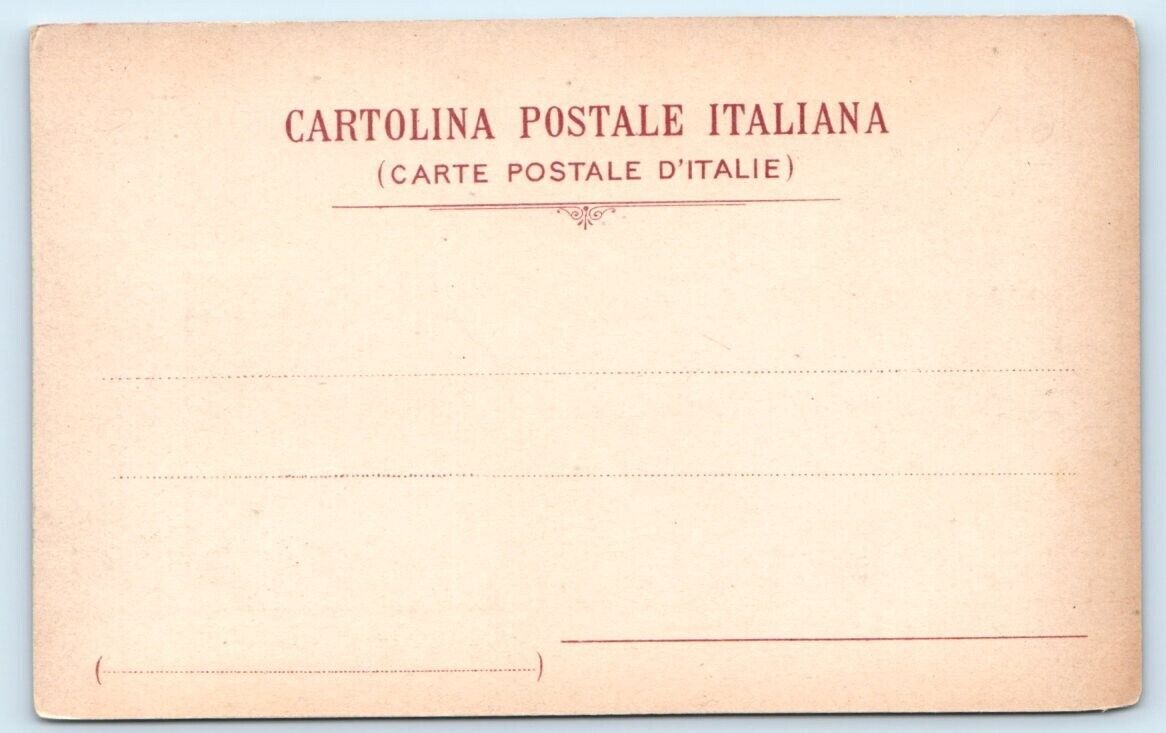 CARTOLINA POSTALE ITALIANA
(CARTE POSTALE D'ITALIE)